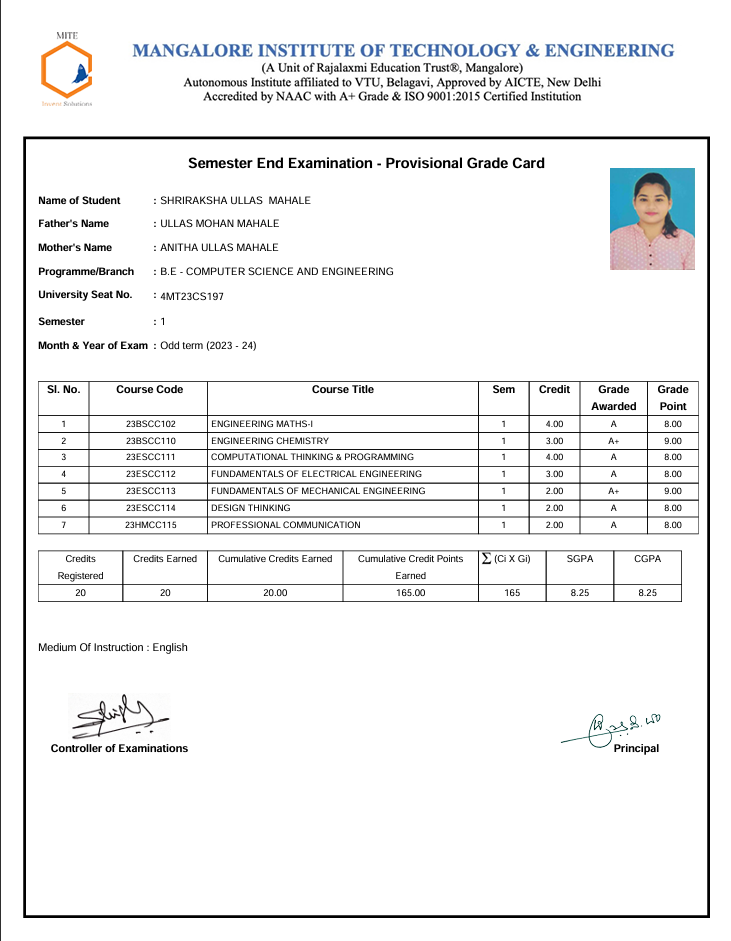 MITE
Invent Solutions
MANGALORE INSTITUTE OF TECHNOLOGY & ENGINEERING
(A Unit of Rajalaxmi Education Trust®, Mangalore)
Autonomous Institute affiliated to VTU, Belagavi, Approved by AICTE, New Delhi
Accredited by NAAC with A+ Grade & ISO 9001:2015 Certified Institution
Semester End Examination - Provisional Grade Card
Name of Student : SHRIRAKSHA ULLAS MAHALE
Father's Name : ULLAS MOHAN MAHALE
Mother's Name : ANITHA ULLAS MAHALE
Programme/Branch : B.E - COMPUTER SCIENCE AND ENGINEERING
University Seat No. : 4MT23CS197
Semester : 1
Month & Year of Exam : Odd term (2023 - 24)
Sl. No. Course Code Course Title Sem Credit Grade Awarded Grade Point
1 23BSCC102 ENGINEERING MATHS-I 1 4.00 A 8.00
2 23BSCC110 ENGINEERING CHEMISTRY 1 3.00 A+ 9.00
3 23ESCC111 COMPUTATIONAL THINKING & PROGRAMMING 1 4.00 A 8.00
4 23ESCC112 FUNDAMENTALS OF ELECTRICAL ENGINEERING 1 3.00 A 8.00
5 23ESCC113 FUNDAMENTALS OF MECHANICAL ENGINEERING 1 2.00 A+ 9.00
6 23ESCC114 DESIGN THINKING 1 2.00 A 8.00
7 23HMCC115 PROFESSIONAL COMMUNICATION 1 2.00 A 8.00
Credits Registered Credits Earned Cumulative Credits Earned Cumulative Credit Points Earned ∑ (Ci X Gi) SGPA CGPA
20 20 20.00 165.00 165 8.25 8.25
Medium Of Instruction : English
Controller of Examinations
Principal